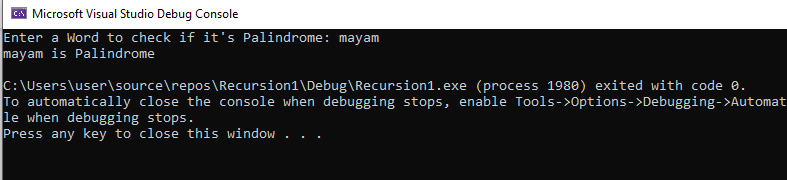 Microsoft Visual Studio Debug Console
Enter a Word to check if it's Palindrome: mayam
mayam is Palindrome
C:\Users\user\source\repos\Recursion1\Debug\Recursion1.exe (process 1980) exited with code 0.
To automatically close the console when debugging stops, enable Tools->Options->Debugging->Automat
le when debugging stops.
Press any key to close this window . . .